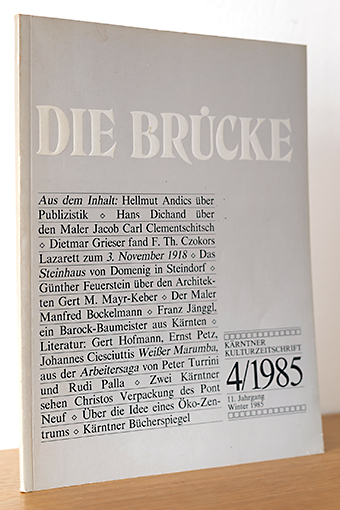 DIE BRÜCKE
Aus dem Inhalt: Hellmut Andics über
Publizistik ⋄ Hans Dichand über
den Maler Jacob Carl Clementschitsch
⋄ Dietmar Grieser fand F. Th. Czokors
Lazarett zum 3. November 1918 ⋄ Das
Steinhaus von Domenig in Steindorf ⋄
Günther Feuerstein über den Architek-
ten Gert M. Mayr-Keber ⋄ Der Maler
Manfred Bockelmann ⋄ Franz Jänggl,
ein Barock-Baumeister aus Kärnten ⋄
Literatur: Gert Hofmann, Ernst Petz,
Johannes Ciesciuttis Weißer Marumba,
aus der Arbeitersaga von Peter Turrini
und Rudi Palla ⋄ Zwei Kärntner
sehen Christos Verpackung des Pont
Neuf ⋄ Über die Idee eines Öko-Zen-
trums ⋄ Kärntner Bücherspiegel
KÄRNTNER
KULTURZEITSCHRIFT
4/1985
11. Jahrgang
Winter 1985